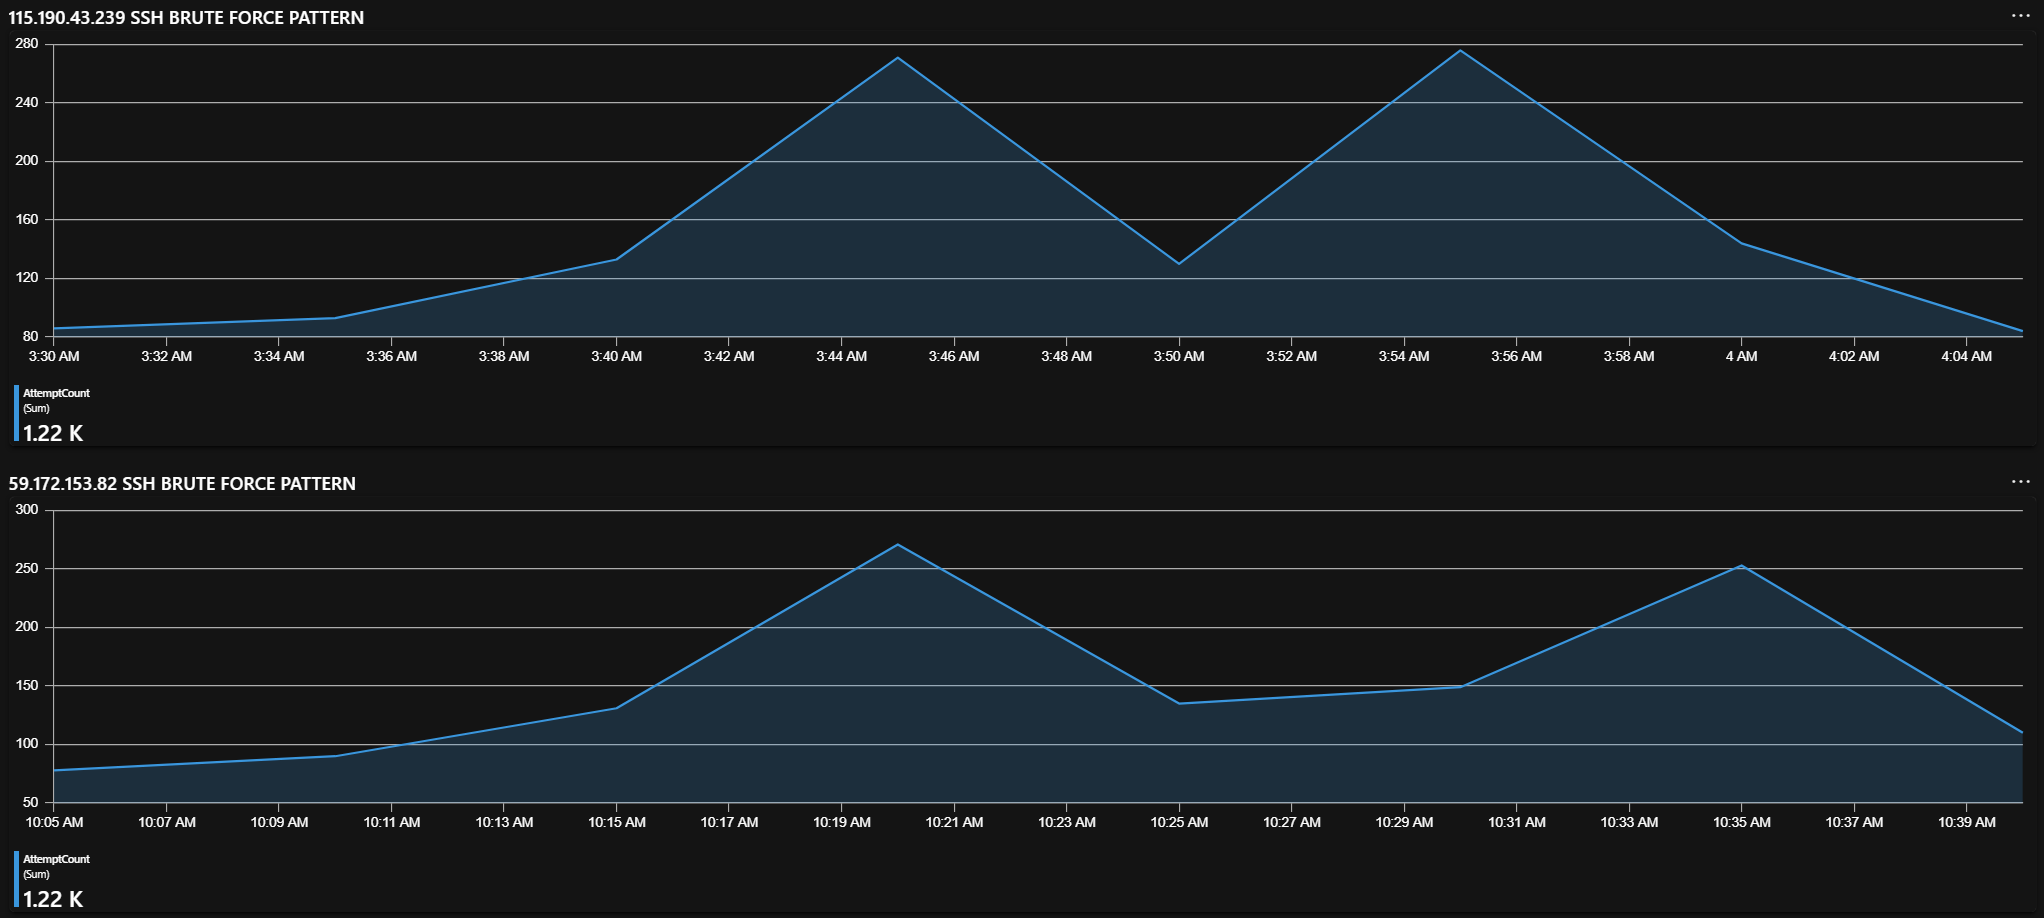 115.190.43.239 SSH BRUTE FORCE PATTERN
280
240
200
160
120
80
3:30 AM 3:32 AM 3:34 AM 3:36 AM 3:38 AM 3:40 AM 3:42 AM 3:44 AM 3:46 AM 3:48 AM 3:50 AM 3:52 AM 3:54 AM 3:56 AM 3:58 AM 4 AM 4:02 AM 4:04 AM
AttemptCount
(Sum)
1.22 K
59.172.153.82 SSH BRUTE FORCE PATTERN
300
250
200
150
100
50
10:05 AM 10:07 AM 10:09 AM 10:11 AM 10:13 AM 10:15 AM 10:17 AM 10:19 AM 10:21 AM 10:23 AM 10:25 AM 10:27 AM 10:29 AM 10:31 AM 10:33 AM 10:35 AM 10:37 AM 10:39 AM
AttemptCount
(Sum)
1.22 K